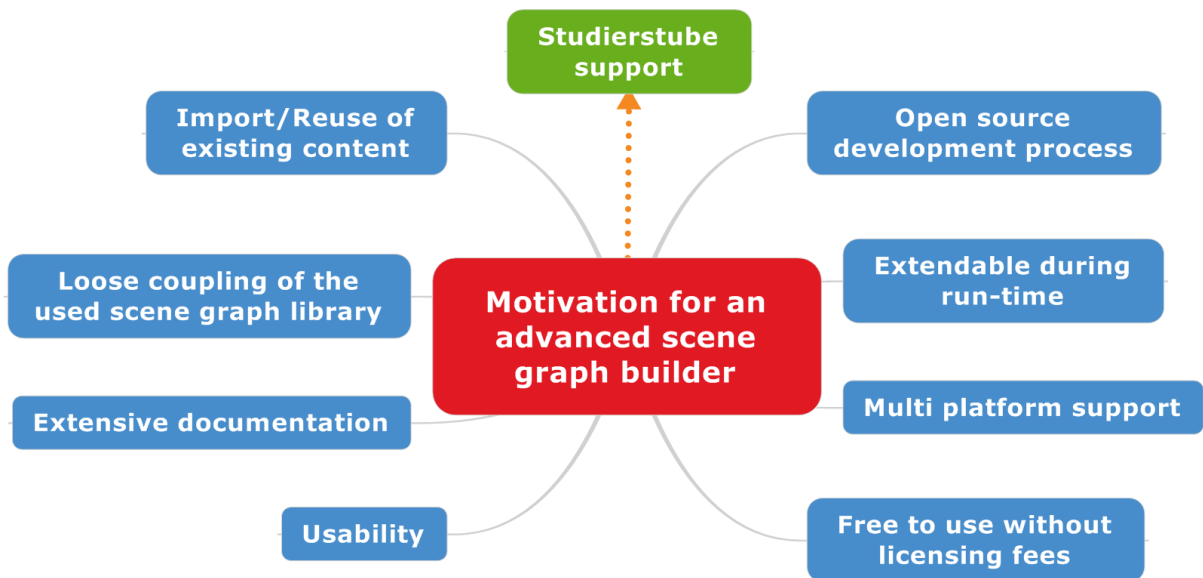 Studierstube
support
Import/Reuse of
existing content
Open source
development process
Loose coupling of the
used scene graph library
Extendable during
run-time
Motivation for an
advanced scene
graph builder
Extensive documentation
Multi platform support
Usability
Free to use without
licensing fees